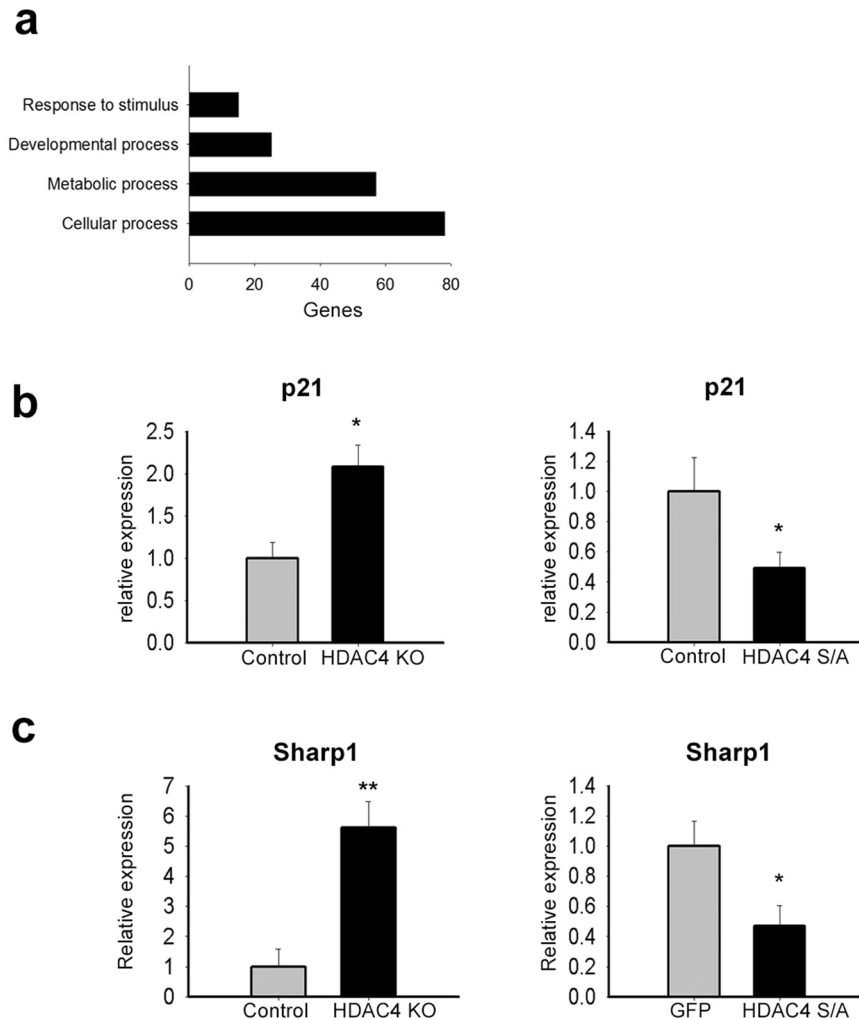 a
Response to stimulus
Developmental process
Metabolic process
Cellular process
0 20 40 60 80
Genes
b
p21
relative expression
2.5
2.0
1.5
1.0
0.5
0.0
*
Control HDAC4 KO
p21
relative expression
1.4
1.2
1.0
0.8
0.6
0.4
0.2
0.0
*
Control HDAC4 S/A
c
Sharp1
Relative expression
7
6
5
4
3
2
1
0
**
Control HDAC4 KO
Sharp1
Relative expression
1.4
1.2
1.0
0.8
0.6
0.4
0.2
0.0
*
GFP HDAC4 S/A